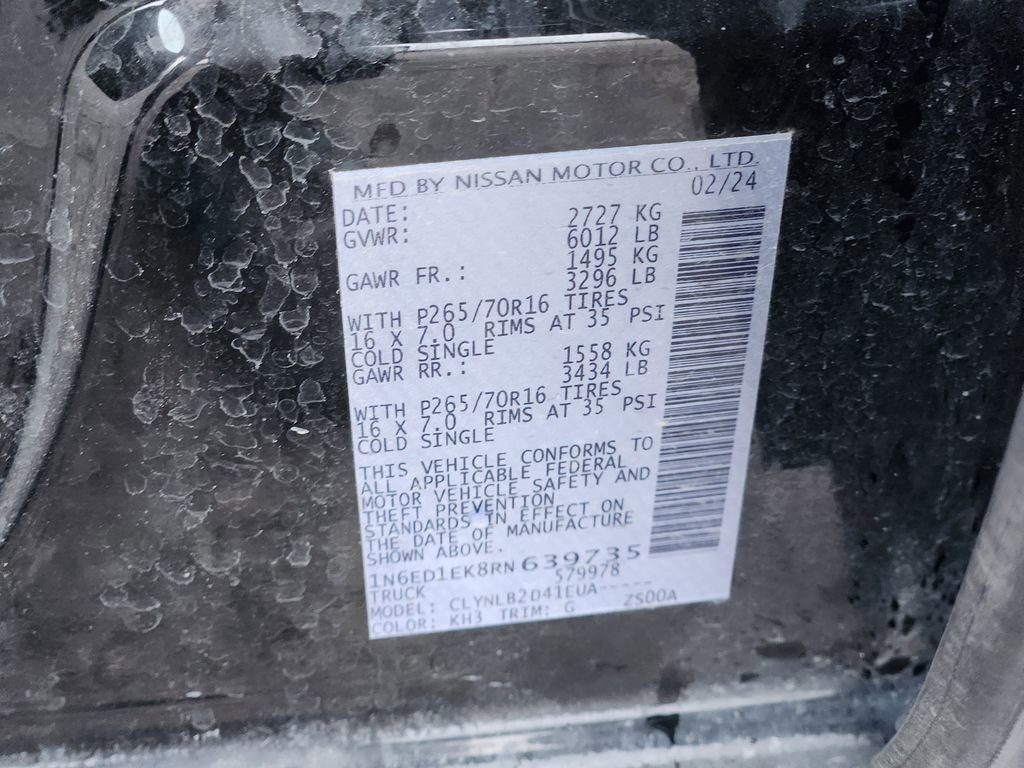 MFD BY NISSAN MOTOR CO., LTD.
DATE: 02/24
GVWR: 2727 KG
6012 LB
GAWR FR.: 1495 KG
3296 LB
WITH P265/70R16 TIRES
16 X 7.0 RIMS AT 35 PSI
COLD SINGLE
GAWR RR.: 1558 KG
3434 LB
WITH P265/70R16 TIRES
16 X 7.0 RIMS AT 35 PSI
COLD SINGLE
THIS VEHICLE CONFORMS TO
ALL APPLICABLE FEDERAL
MOTOR VEHICLE SAFETY AND
THEFT PREVENTION
STANDARDS IN EFFECT ON
THE DATE OF MANUFACTURE
SHOWN ABOVE.
1N6ED1EK8RN639735
TRUCK 579978
MODEL: CLYNLB2D41EUA----
COLOR: KH3 TRIM: G ZS00A